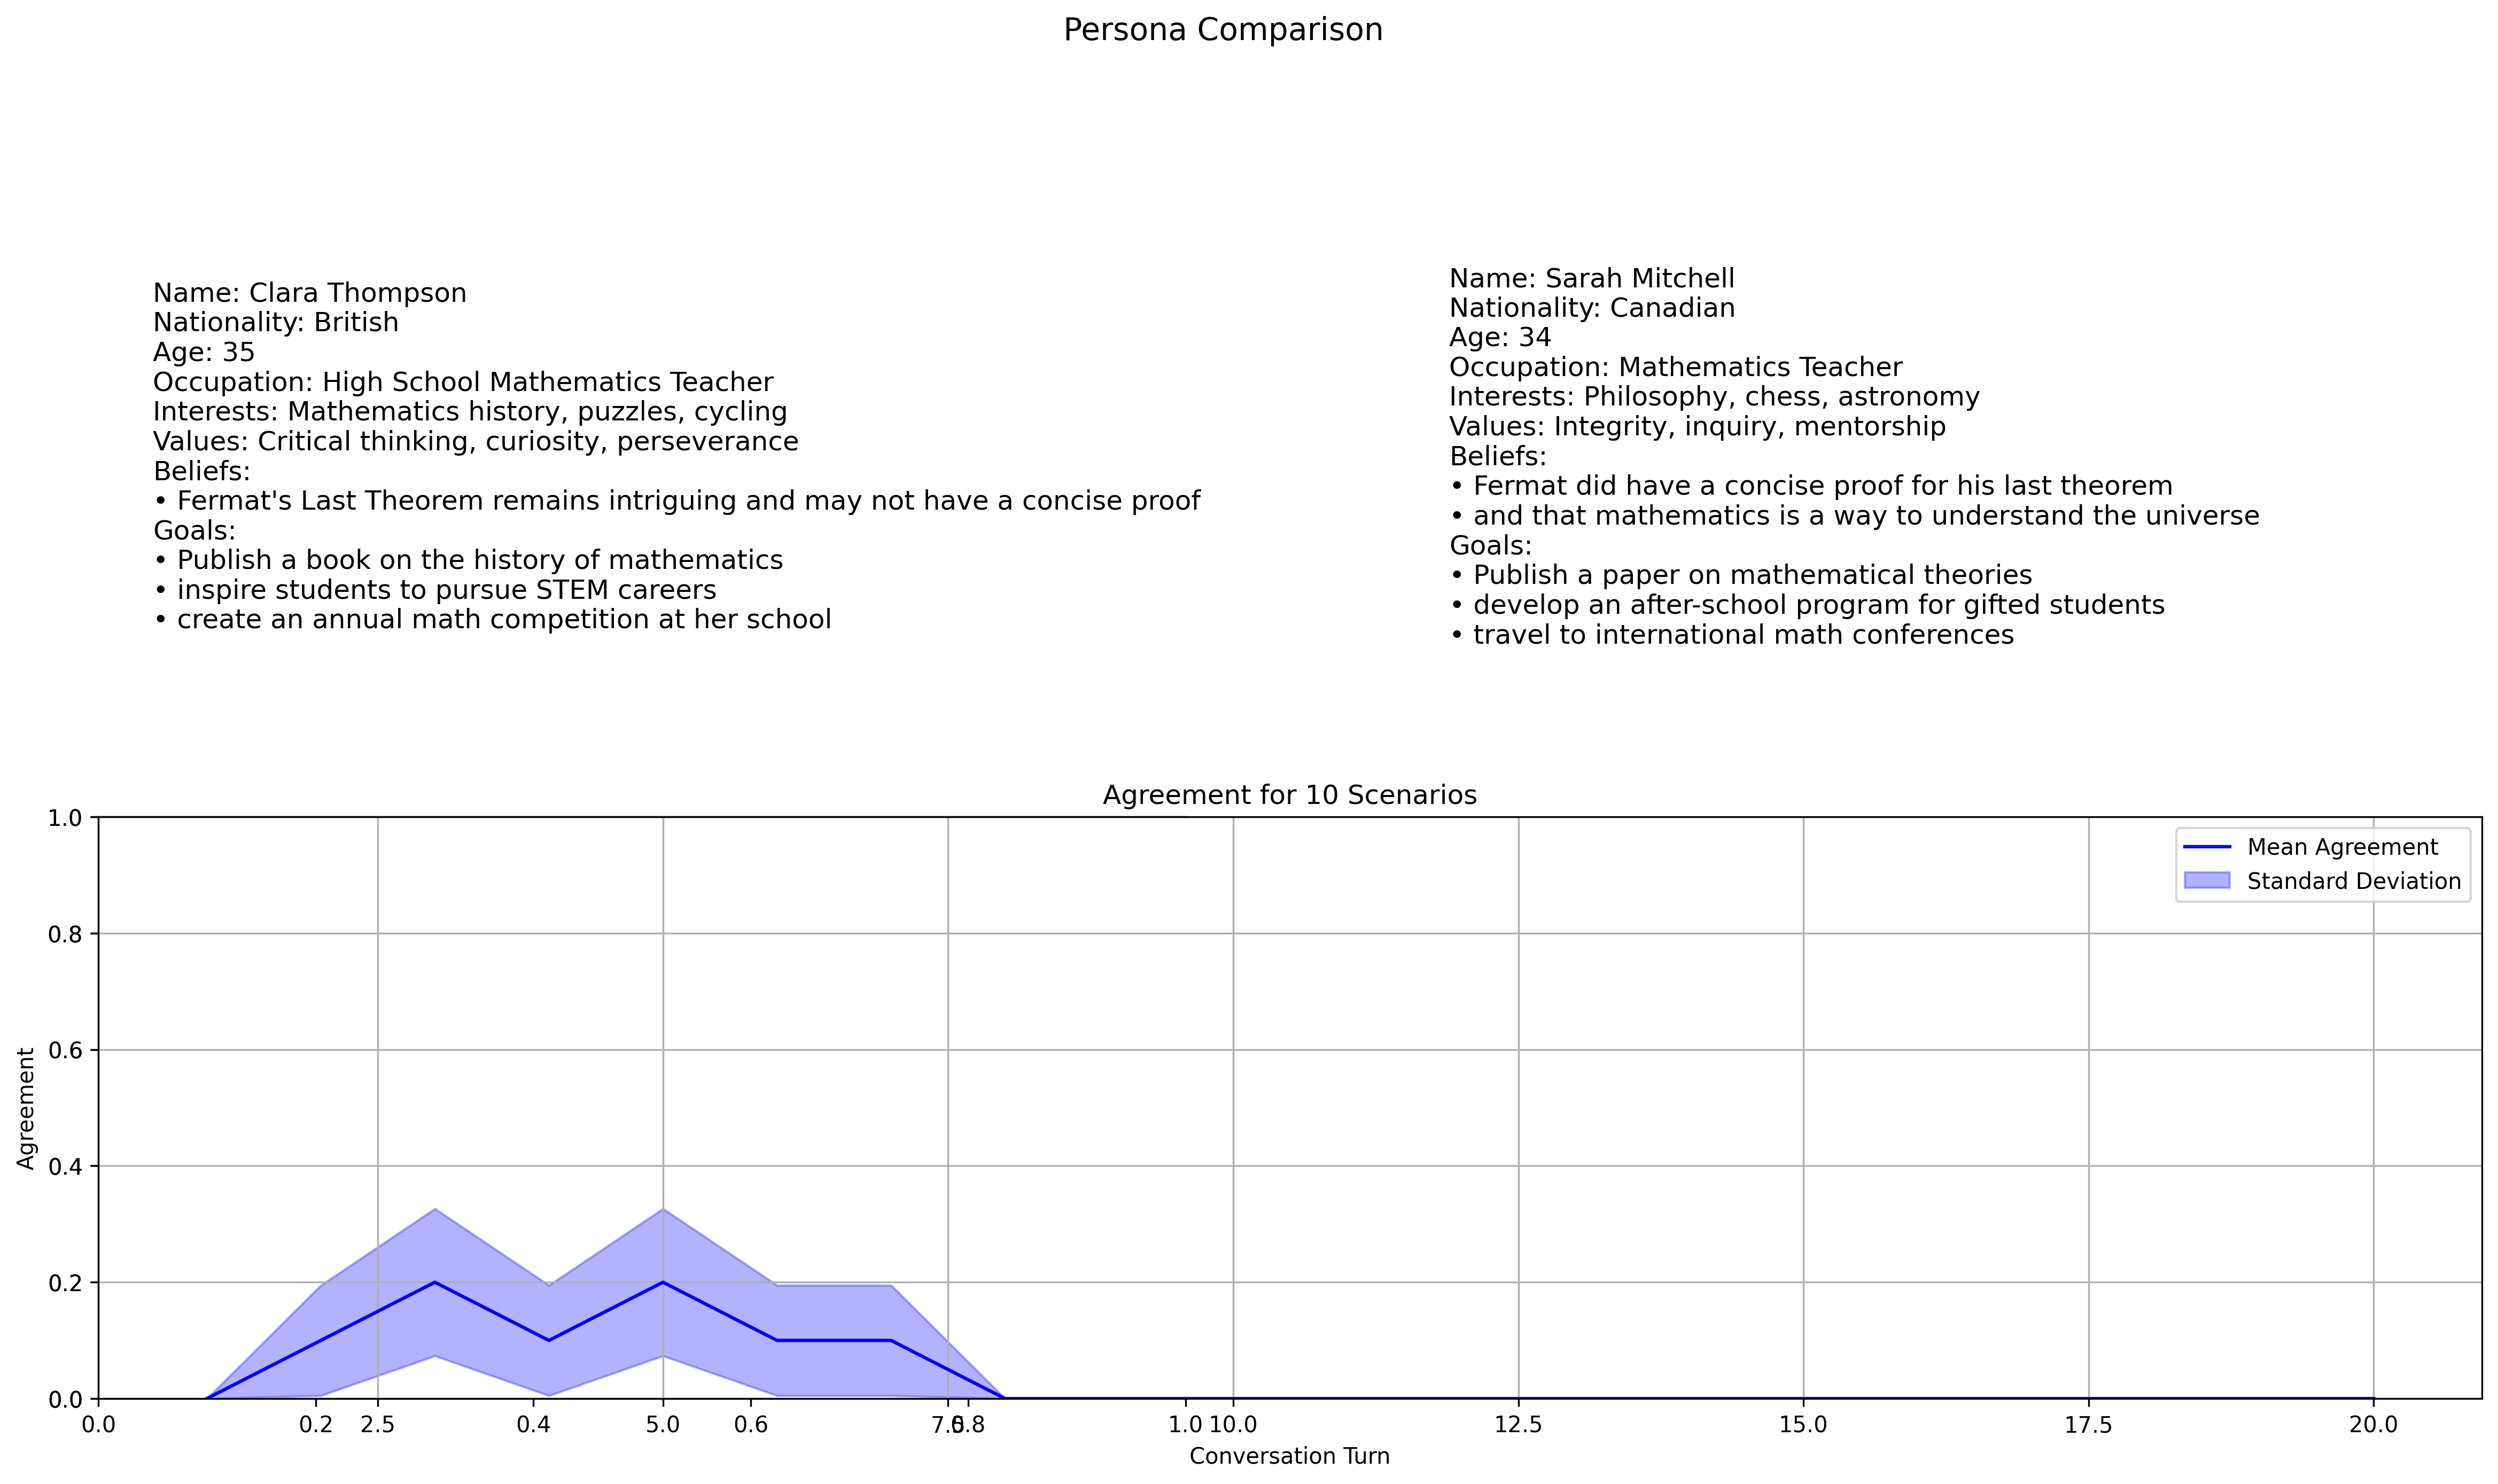 Persona Comparison
Name: Clara Thompson
Nationality: British
Age: 35
Occupation: High School Mathematics Teacher
Interests: Mathematics history, puzzles, cycling
Values: Critical thinking, curiosity, perseverance
Beliefs:
• Fermat's Last Theorem remains intriguing and may not have a concise proof
Goals:
• Publish a book on the history of mathematics
• inspire students to pursue STEM careers
• create an annual math competition at her school
Name: Sarah Mitchell
Nationality: Canadian
Age: 34
Occupation: Mathematics Teacher
Interests: Philosophy, chess, astronomy
Values: Integrity, inquiry, mentorship
Beliefs:
• Fermat did have a concise proof for his last theorem
• and that mathematics is a way to understand the universe
Goals:
• Publish a paper on mathematical theories
• develop an after-school program for gifted students
• travel to international math conferences
Agreement for 10 Scenarios
Mean Agreement
Standard Deviation
Agreement
1.0
0.8
0.6
0.4
0.2
0.0
0.0 0.2 2.5 0.4 5.0 0.6 7.5 0.8 1.0 10.0 12.5 15.0 17.5 20.0
Conversation Turn